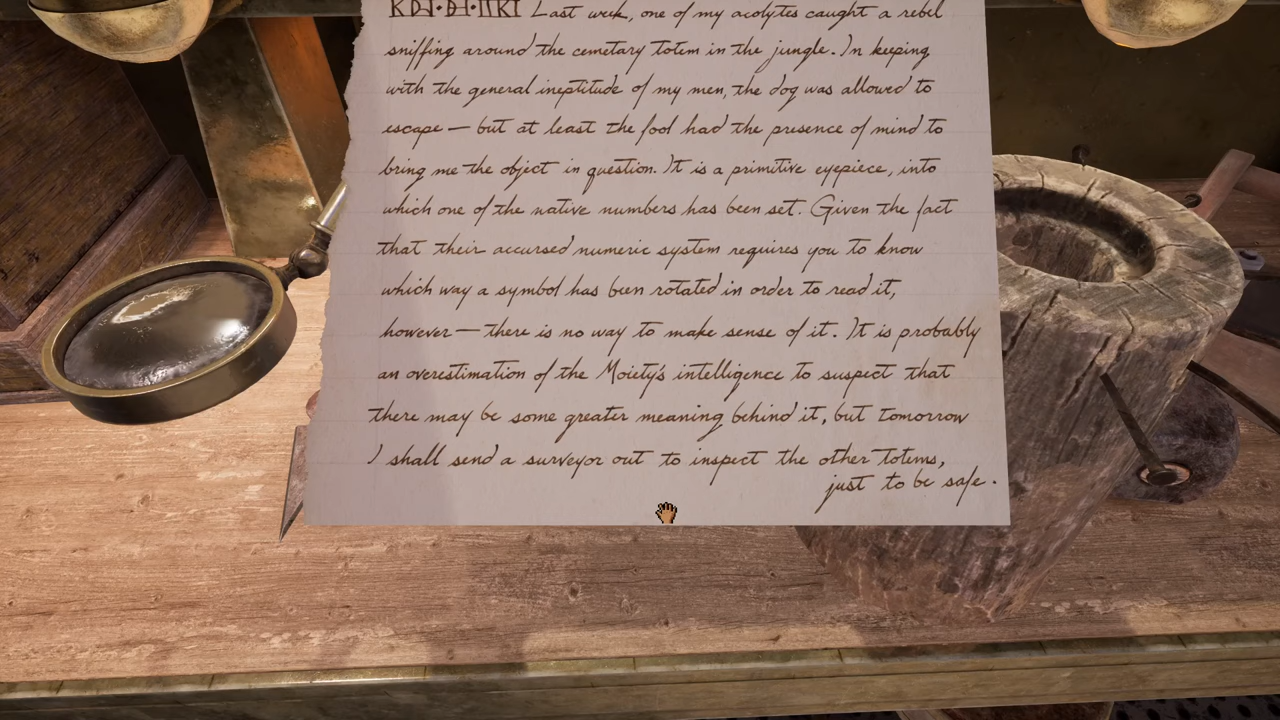 Last week, one of my acolytes caught a rebel
sniffing around the cemetary totem in the jungle. In keeping
with the general ineptitude of my men, the dog was allowed to
escape — but at least the fool had the presence of mind to
bring me the object in question. It is a primitive eyepiece, into
which one of the native numbers has been set. Given the fact
that their accursed numeric system requires you to know
which way a symbol has been rotated in order to read it,
however — there is no way to make sense of it. It is probably
an overestimation of the Moiety's intelligence to suspect that
there may be some greater meaning behind it, but tomorrow
I shall send a surveyor out to inspect the other totems,
just to be safe.